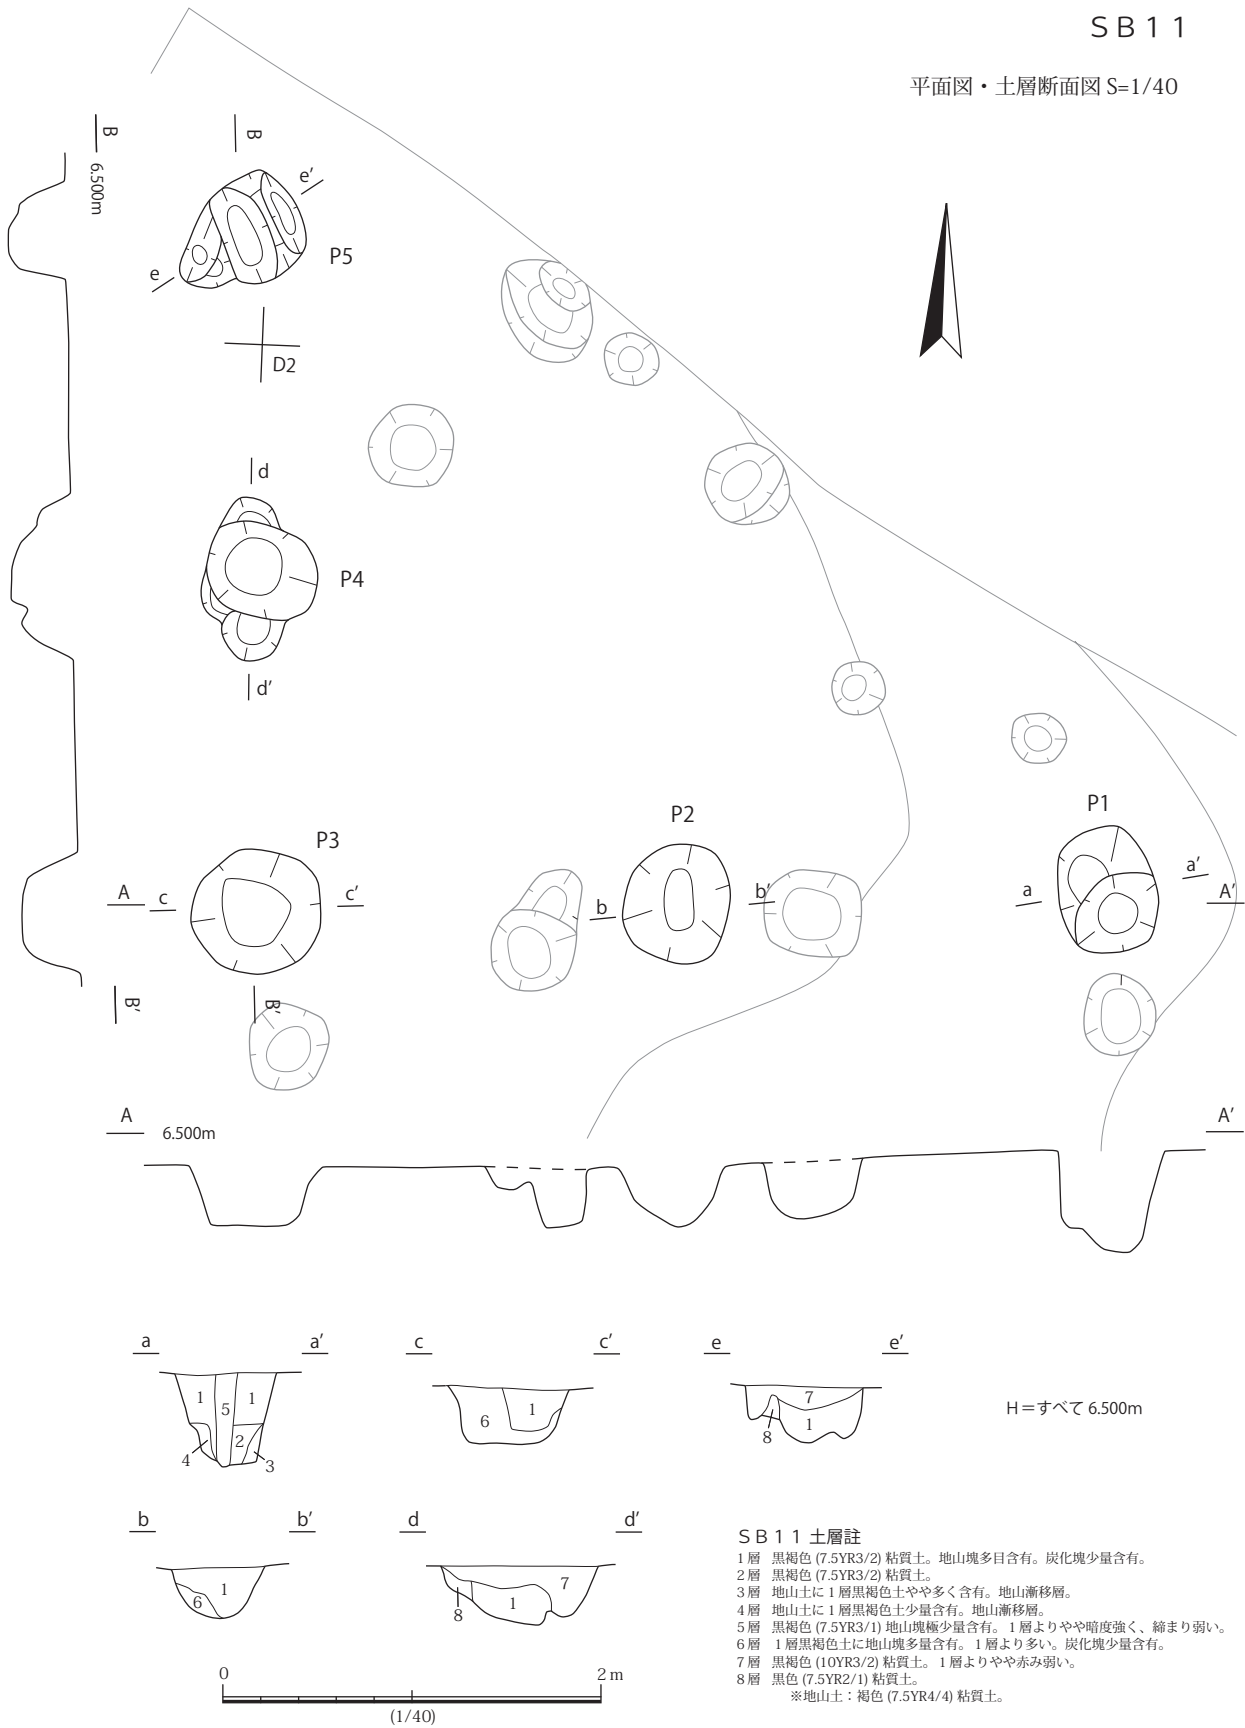 ＳＢ１１
平面図・土層断面図 S=1/40
B
B
6.500m
e'
P5
e
D2
d
P4
d'
P1
P2
P3
a'
A
c
c'
b
b'
a
A'
B'
B'
A
6.500m
A'
a
a'
c
c'
e
e'
1
5
1
4
2
3
6
1
7
8
1
H＝すべて 6.500m
b
b'
d
d'
1
6
7
8
1
ＳＢ１１ 土層註
1層 黒褐色 (7.5YR3/2) 粘質土。地山塊多目含有。炭化塊少量含有。
2層 黒褐色 (7.5YR3/2) 粘質土。
3層 地山土に１層黒褐色土やや多く含有。地山漸移層。
4層 地山土に１層黒褐色土少量含有。地山漸移層。
5層 黒褐色 (7.5YR3/1) 地山塊極少量含有。１層よりやや暗度強く、締まり弱い。
6層 １層黒褐色土に地山塊多量含有。１層より多い。炭化塊少量含有。
7層 黒褐色 (10YR3/2) 粘質土。１層よりやや赤み弱い。
8層 黒色 (7.5YR2/1) 粘質土。
※地山土：褐色 (7.5YR4/4) 粘質土。
0
2m
(1/40)